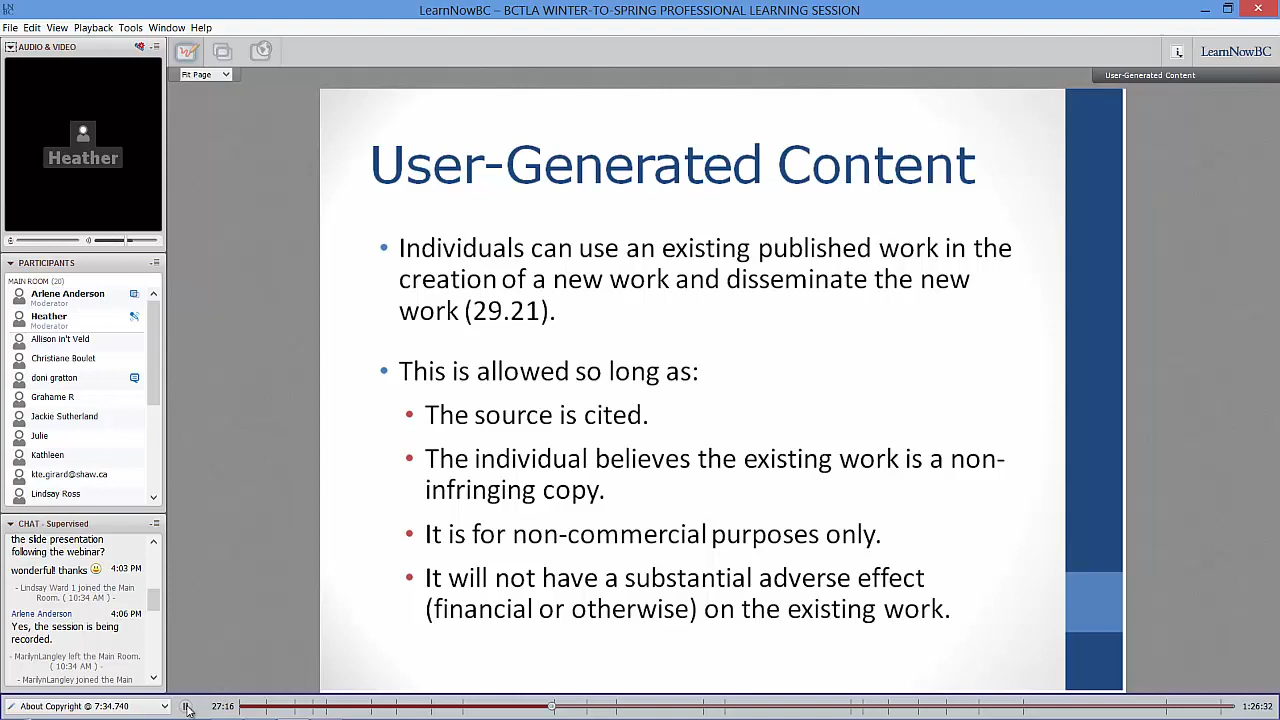 LearnNowBC – BCTLA WINTER-TO-SPRING PROFESSIONAL LEARNING SESSION
File Edit View Playback Tools Window Help
AUDIO & VIDEO
LearnNowBC
Fit Page
User-Generated Content
Heather
User-Generated Content
• Individuals can use an existing published work in the
creation of a new work and disseminate the new
work (29.21).
• This is allowed so long as:
• The source is cited.
• The individual believes the existing work is a non-
infringing copy.
• It is for non-commercial purposes only.
• It will not have a substantial adverse effect
(financial or otherwise) on the existing work.
PARTICIPANTS
MAIN ROOM (20)
Arlene Anderson
Moderator
Heather
Moderator
Allison in't Veld
Christiane Boulet
doni gratton
Grahame R
Jackie Sutherland
Julie
Kathleen
kte.girard@shaw.ca
Lindsay Ross
CHAT - Supervised
the slide presentation
following the webinar?
wonderful! thanks 4:03 PM
- Lindsay Ward 1 joined the Main
Room. ( 10:34 AM ) -
Arlene Anderson 4:06 PM
Yes, the session is being
recorded.
- MarilynLangley left the Main Room.
( 10:34 AM ) -
- MarilynLangley joined the Main
About Copyright @ 7:34.740
27:16
1:26:32